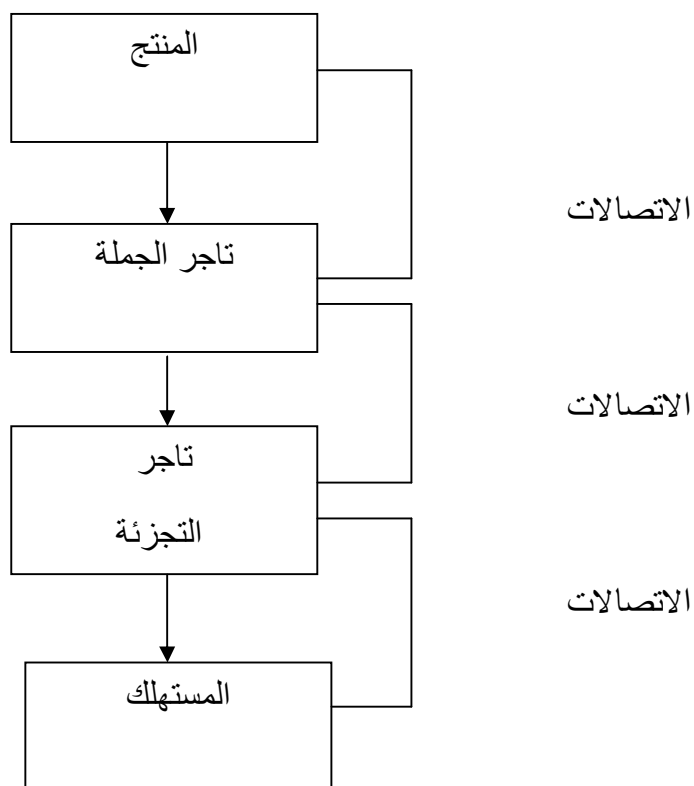 المنتج
الاتصالات
تاجر الجملة
الاتصالات
تاجر
التجزئة
الاتصالات
المستهلك